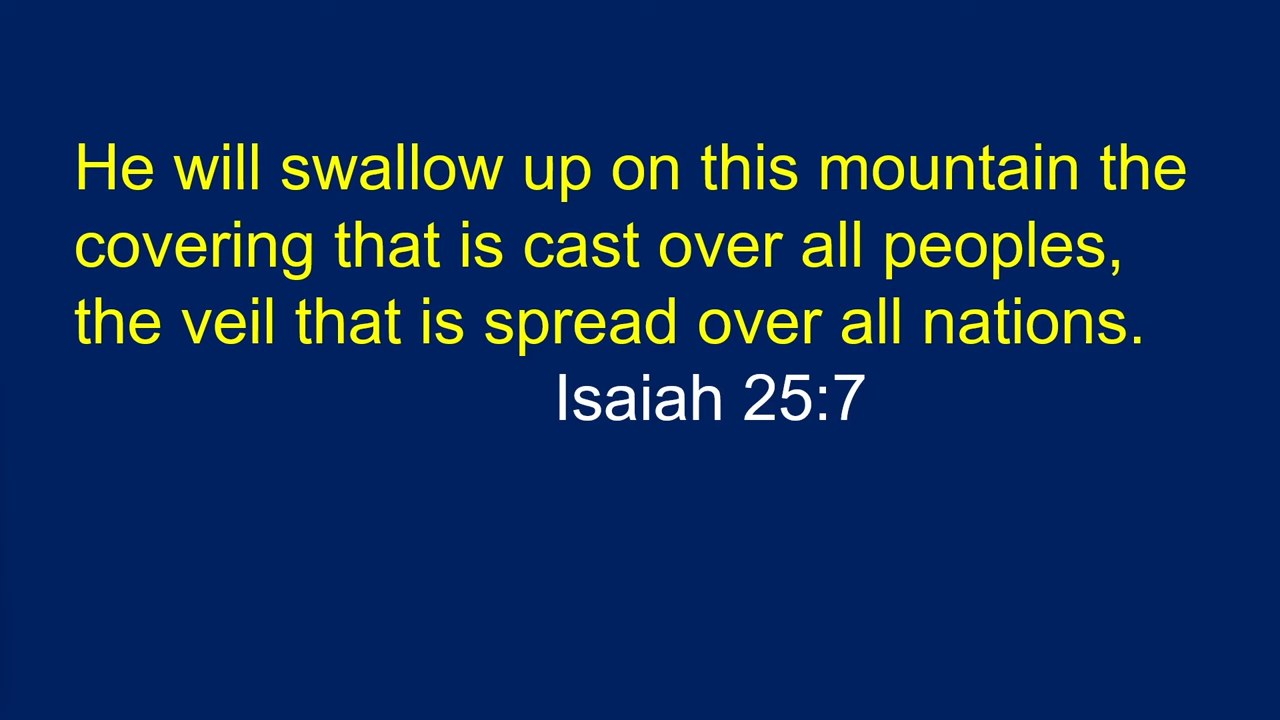 He will swallow up on this mountain the
covering that is cast over all peoples,
the veil that is spread over all nations.
Isaiah 25:7